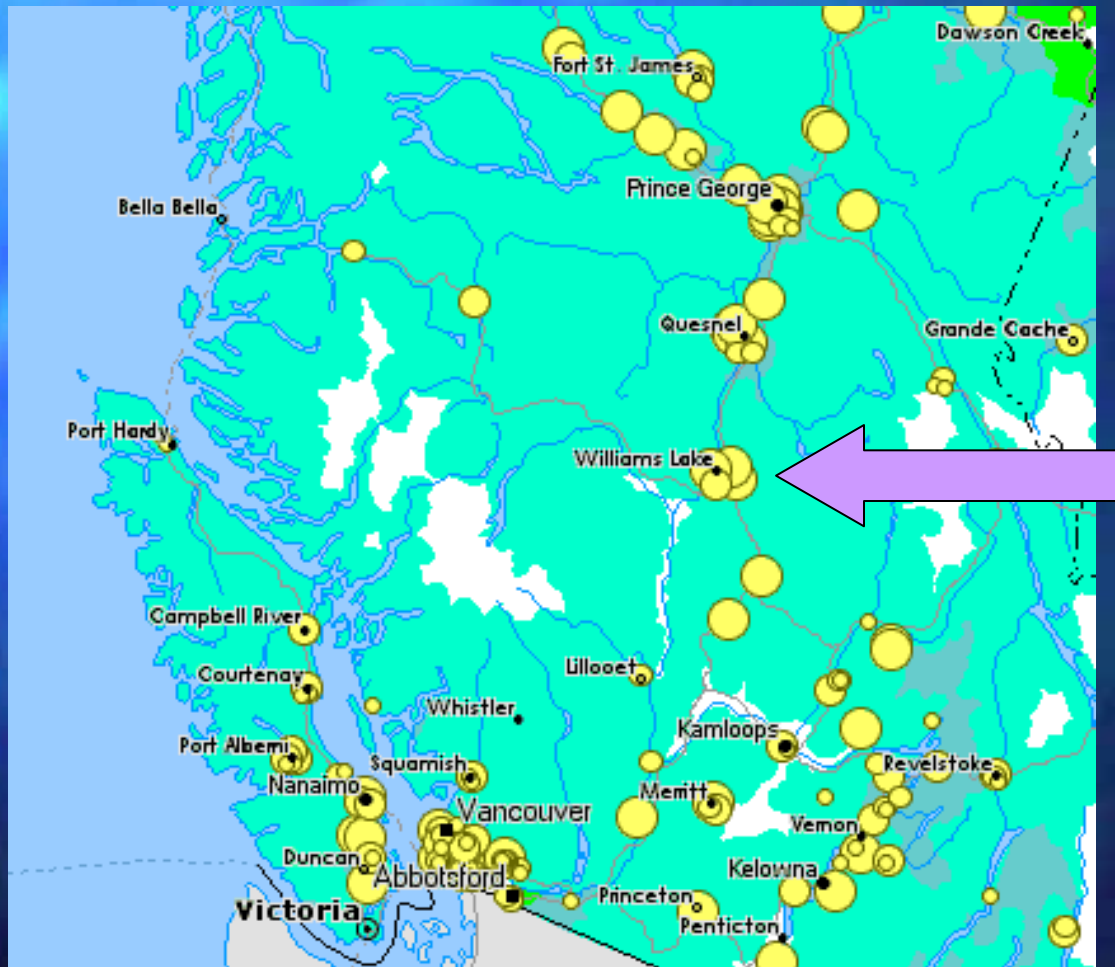 Dawson Creek
Fort St. James
Prince George
Bella Bella
Quesnel
Grande Cache
Port Hardy
Williams Lake
Campbell River
Lillooet
Courtenay
Whistler
Kamloops
Port Alberni
Squamish
Revelstoke
Nanaimo
Merritt
Vancouver
Vernon
Duncan
Abbotsford
Kelowna
Princeton
Victoria
Penticton